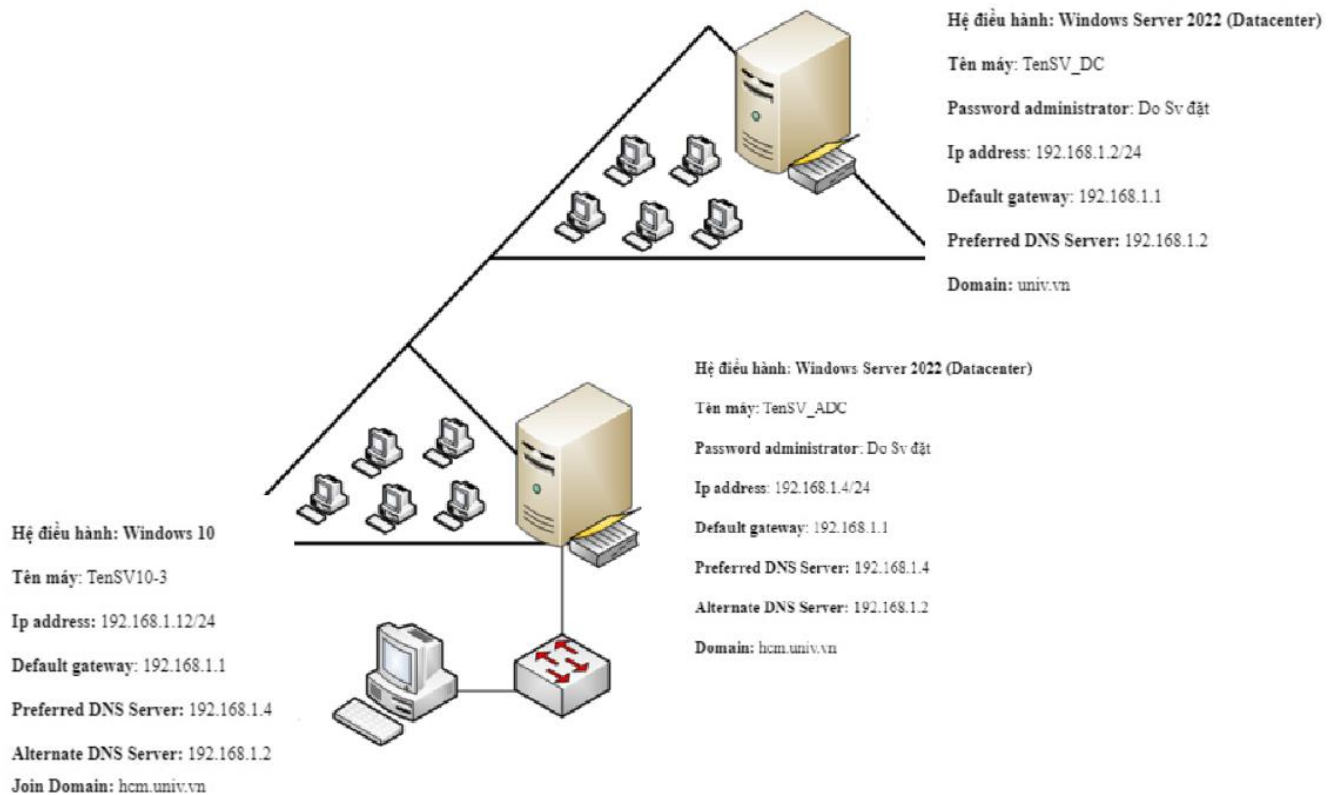 Hệ điều hành: Windows Server 2022 (Datacenter)
Tên máy: TenSV_DC
Password administrator: Do Sv đặt
Ip address: 192.168.1.2/24
Default gateway: 192.168.1.1
Preferred DNS Server: 192.168.1.2
Domain: univ.vn
Hệ điều hành: Windows Server 2022 (Datacenter)
Tên máy: TenSV_ADC
Password administrator: Do Sv đặt
Ip address: 192.168.1.4/24
Default gateway: 192.168.1.1
Preferred DNS Server: 192.168.1.4
Alternate DNS Server: 192.168.1.2
Domain: hcm.univ.vn
Hệ điều hành: Windows 10
Tên máy: TenSV10-3
Ip address: 192.168.1.12/24
Default gateway: 192.168.1.1
Preferred DNS Server: 192.168.1.4
Alternate DNS Server: 192.168.1.2
Join Domain: hcm.univ.vn